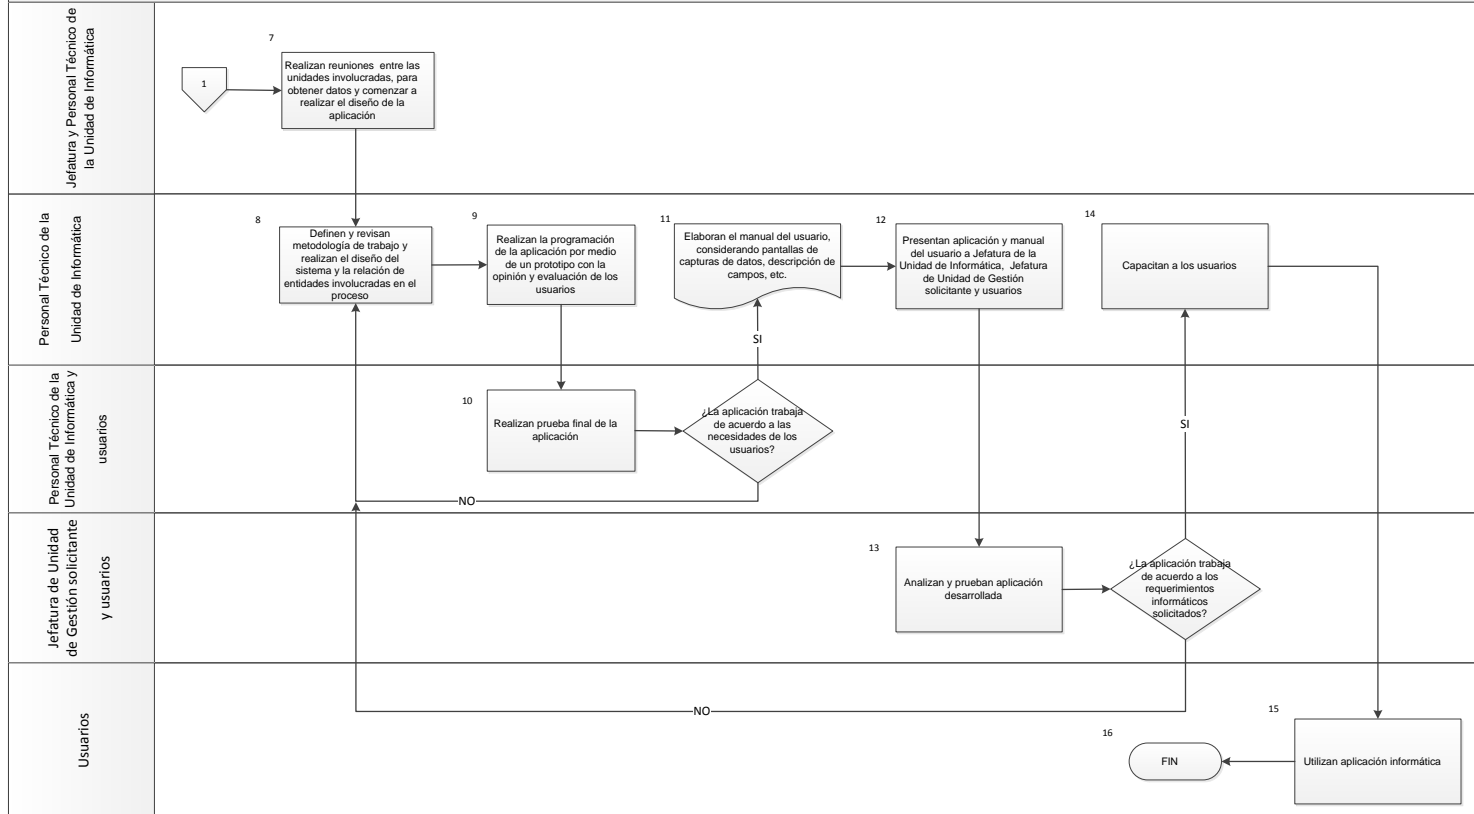 Jefatura y Personal Técnico de
la Unidad de Informática
1
7
Realizan reuniones entre las
unidades involucradas, para
obtener datos y comenzar a
realizar el diseño de la
aplicación
Personal Técnico de la
Unidad de Informática
8
Definen y revisan
metodología de trabajo y
realizan el diseño del
sistema y la relación de
entidades involucradas en el
proceso
9
Realizan la programación
de la aplicación por medio
de un prototipo con la
opinión y evaluación de los
usuarios
11
Elaboran el manual del usuario,
considerando pantallas de
capturas de datos, descripción de
campos, etc.
12
Presentan aplicación y manual
del usuario a Jefatura de la
Unidad de Informática, Jefatura
de Unidad de Gestión
solicitante y usuarios
14
Capacitan a los usuarios
SI
Personal Técnico de la
Unidad de Informática y
usuarios
10
Realizan prueba final de la
aplicación
¿La aplicación trabaja
de acuerdo a las
necesidades de los
usuarios?
SI
NO
Jefatura de Unidad
de Gestión solicitante
y usuarios
13
Analizan y prueban aplicación
desarrollada
¿La aplicación trabaja
de acuerdo a los
requerimientos
informáticos
solicitados?
Usuarios
NO
15
Utilizan aplicación informática
16
FIN